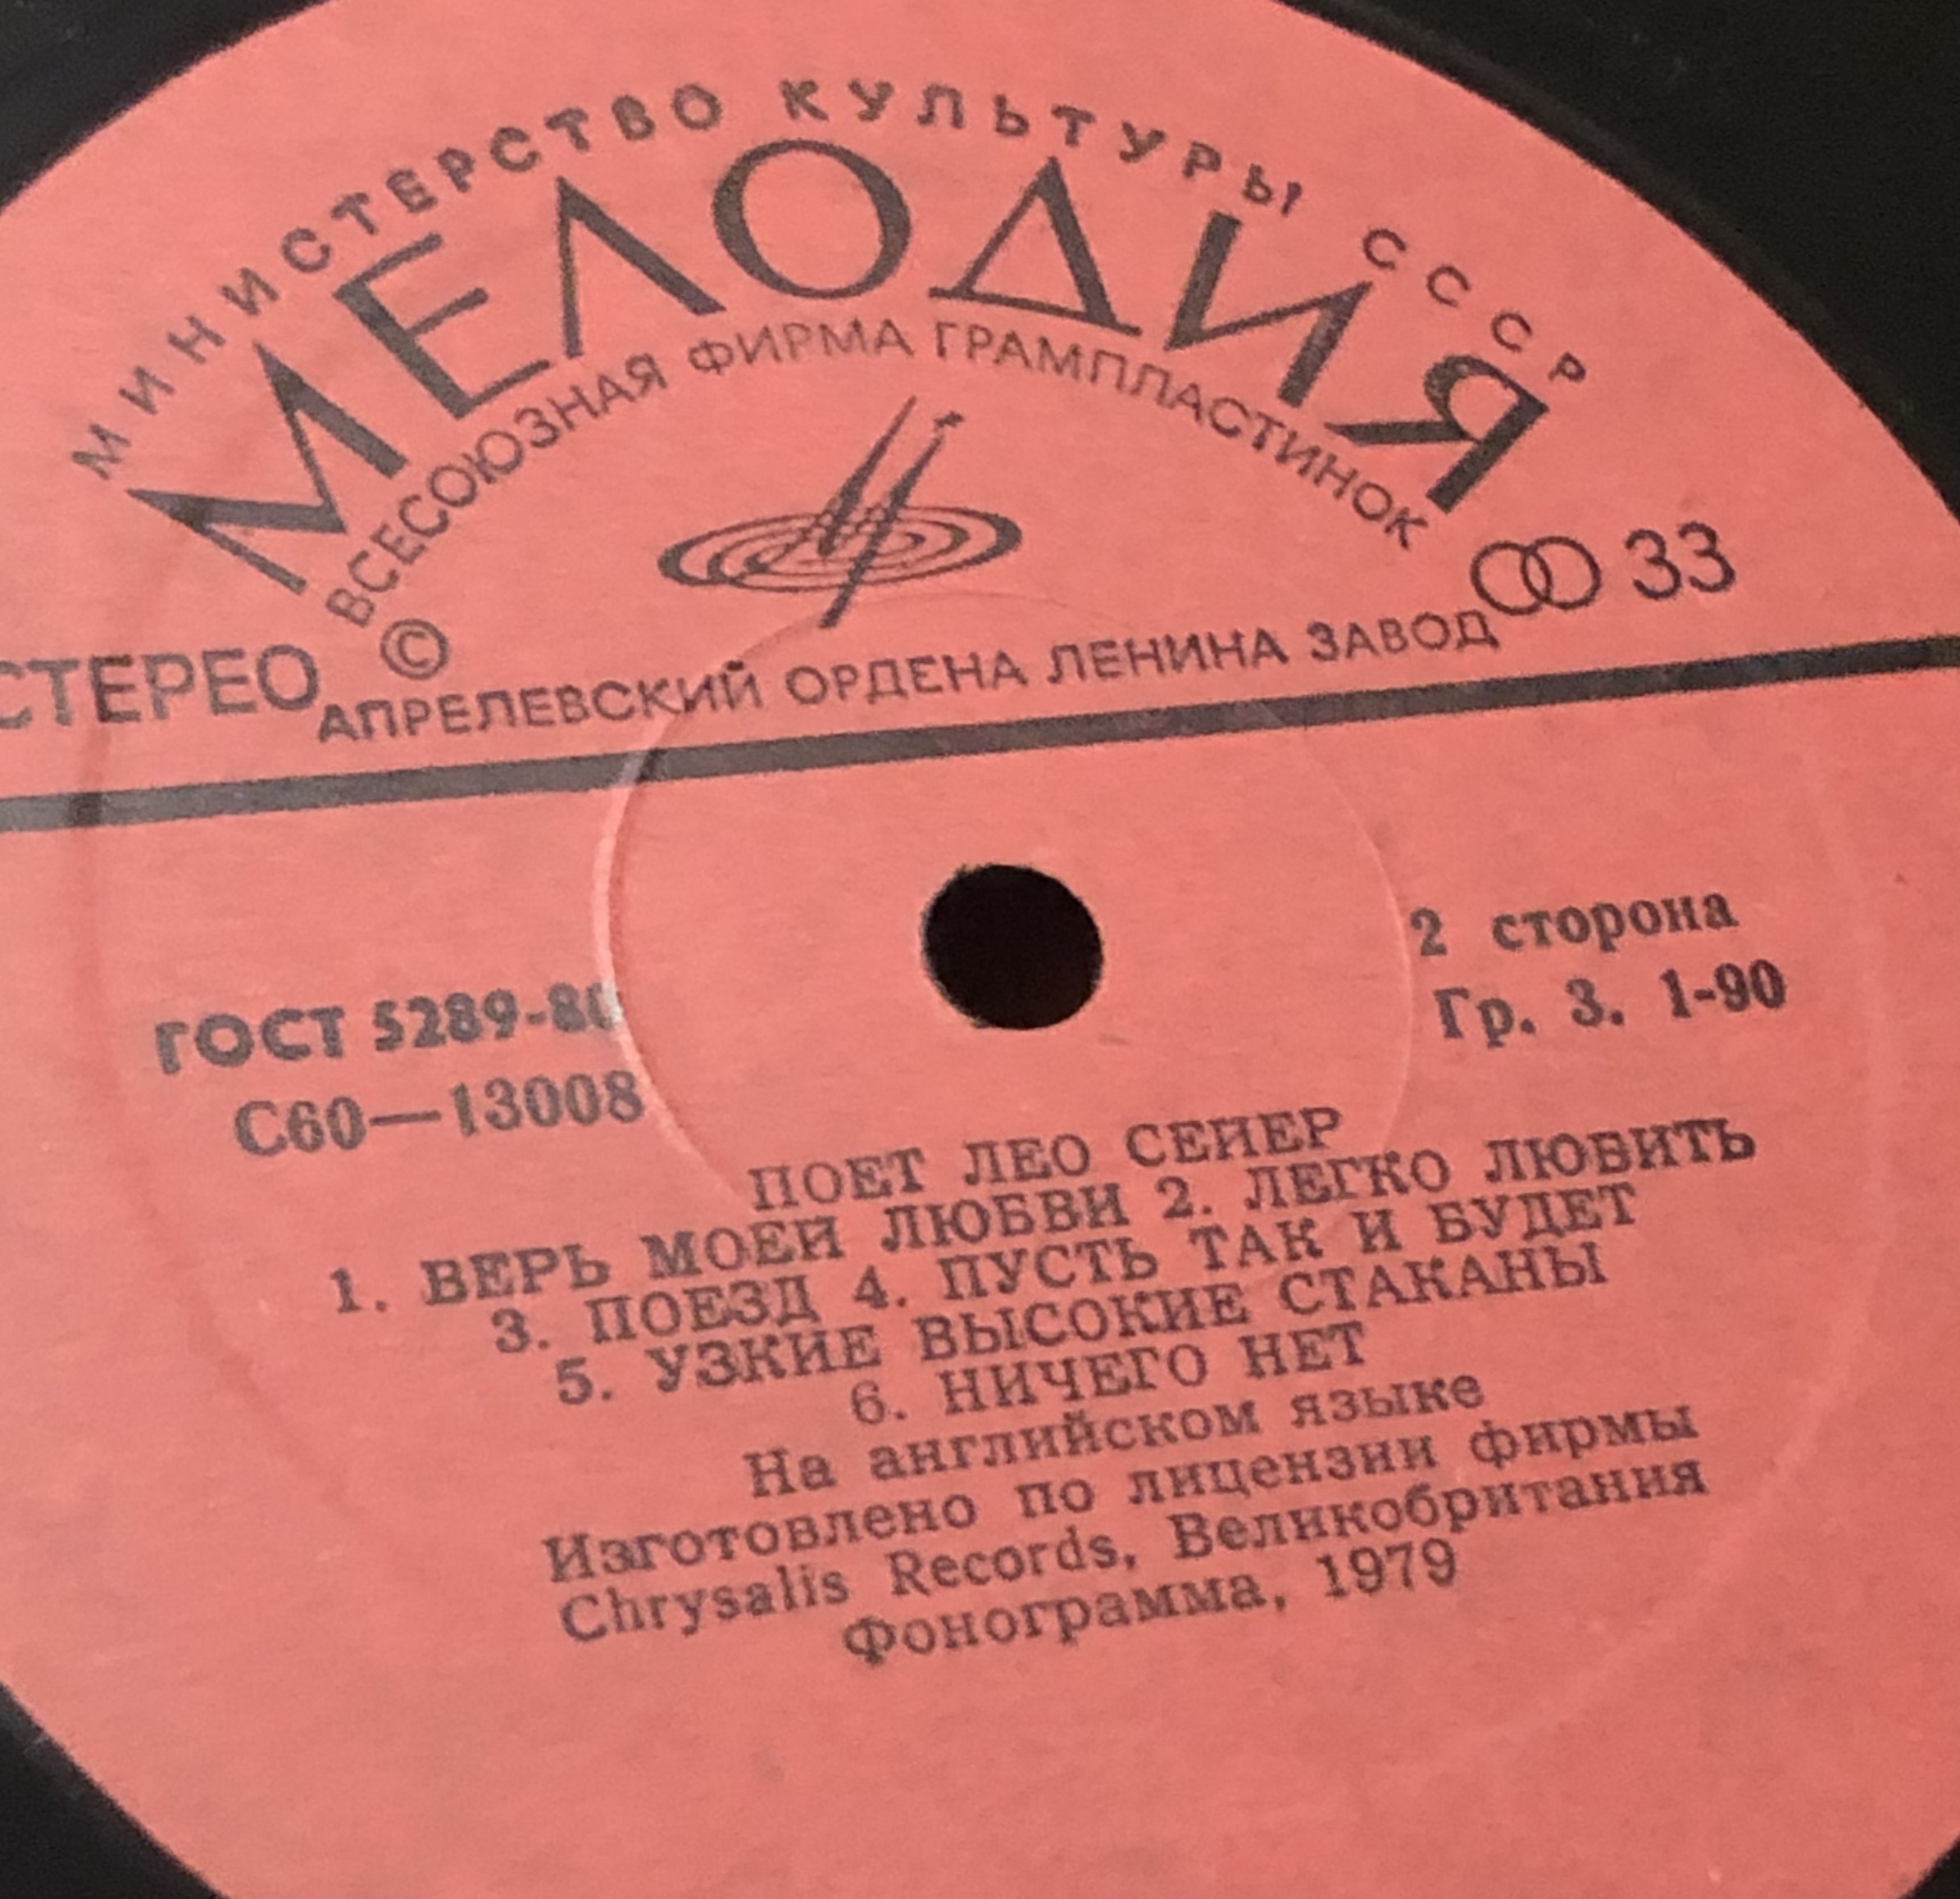 МИНИСТЕРСТВО КУЛЬТУРЫ СССР
МЕЛОДИЯ
ВСЕСОЮЗНАЯ ФИРМА ГРАМПЛАСТИНОК
33
СТЕРЕО ©
АПРЕЛЕВСКИЙ ОРДЕНА ЛЕНИНА ЗАВОД
2 сторона
ГОСТ 5289-80
Гр. 3. 1-90
С60—13008
ПОЕТ ЛЕО СЕЙЕР
1. ВЕРЬ МОЕЙ ЛЮБВИ 2. ЛЕГКО ЛЮБИТЬ
3. ПОЕЗД 4. ПУСТЬ ТАК И БУДЕТ
5. УЗКИЕ ВЫСОКИЕ СТАКАНЫ
6. НИЧЕГО НЕТ
На английском языке
Изготовлено по лицензии фирмы
Chrysalis Records, Великобритания
Фонограмма, 1979